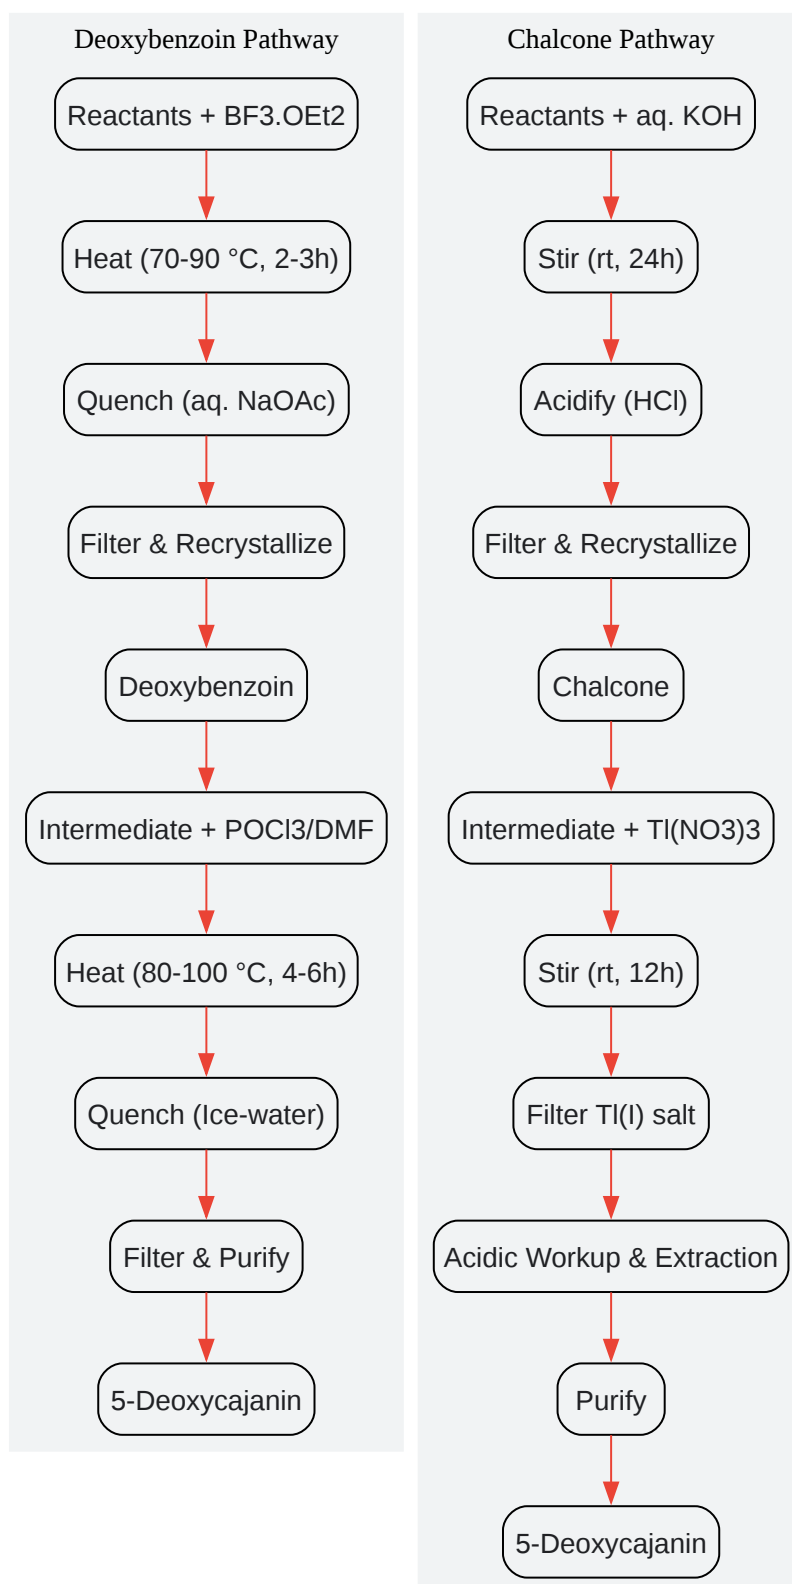 Deoxybenzoin Pathway
Reactants + BF3.OEt2
Heat (70-90 °C, 2-3h)
Quench (aq. NaOAc)
Filter & Recrystallize
Deoxybenzoin
Intermediate + POCl3/DMF
Heat (80-100 °C, 4-6h)
Quench (Ice-water)
Filter & Purify
5-Deoxycajanin
Chalcone Pathway
Reactants + aq. KOH
Stir (rt, 24h)
Acidify (HCl)
Filter & Recrystallize
Chalcone
Intermediate + Tl(NO3)3
Stir (rt, 12h)
Filter Tl(I) salt
Acidic Workup & Extraction
Purify
5-Deoxycajanin